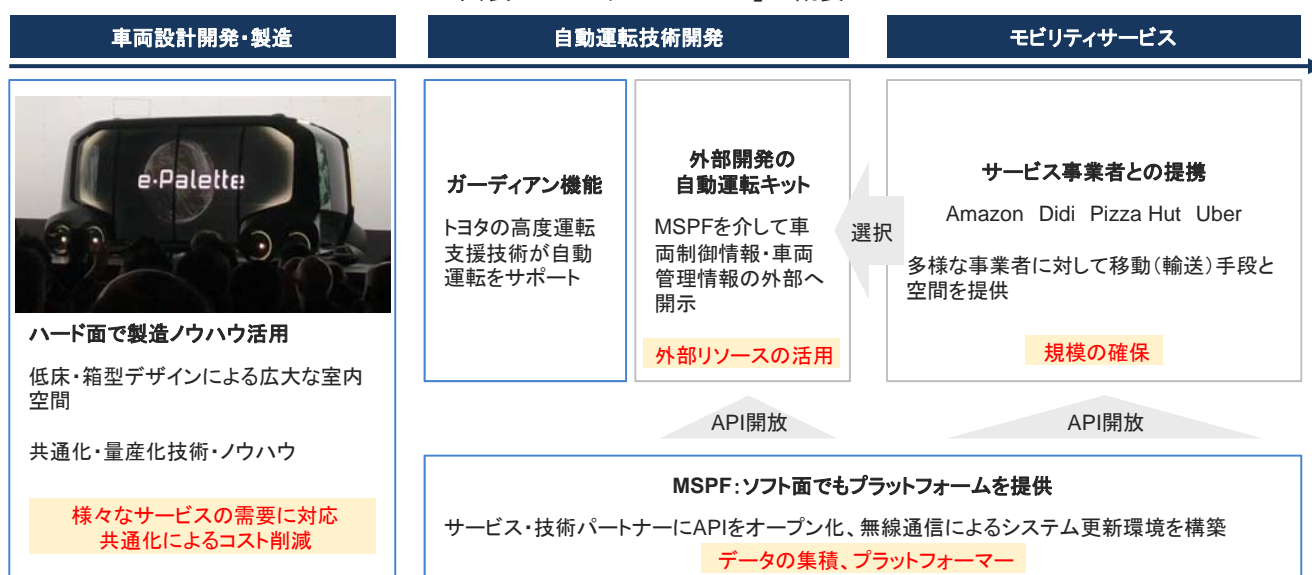 車両設計開発・製造
自動運転技術開発
モビリティサービス
e-Palette
ハード面で製造ノウハウ活用
低床・箱型デザインによる広大な室内
空間
共通化・量産化技術・ノウハウ
様々なサービスの需要に対応
共通化によるコスト削減
ガーディアン機能
トヨタの高度運転
支援技術が自動
運転をサポート
外部開発の
自動運転キット
MSPFを介して車
両制御情報・車両
管理情報の外部へ
開示
外部リソースの活用
選択
サービス事業者との提携
Amazon Didi Pizza Hut Uber
多様な事業者に対して移動（輸送）手段と
空間を提供
規模の確保
API開放
API開放
MSPF：ソフト面でもプラットフォームを提供
サービス・技術パートナーにAPIをオープン化、無線通信によるシステム更新環境を構築
データの集積、プラットフォーマー